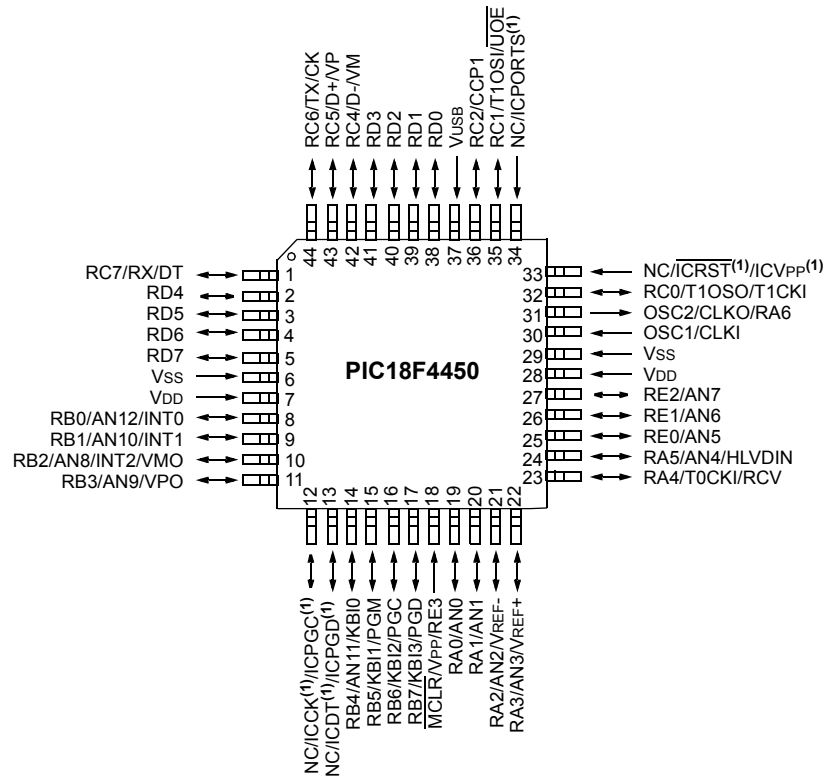 RC6/TX/CK
RC5/D+/VP
RC4/D-/VM
RD3
RD2
RD1
RD0
VUSB
RC2/CCP1
RC1/T1OSI/UOE
NC/ICPORTS(1)
44
43
42
41
40
39
38
37
36
35
34
RC7/RX/DT
RD4
RD5
RD6
RD7
VSS
VDD
RB0/AN12/INT0
RB1/AN10/INT1
RB2/AN8/INT2/VMO
RB3/AN9/VPO
1
2
3
4
5
6
7
8
9
10
11
PIC18F4450
33
32
31
30
29
28
27
26
25
24
23
NC/ICRST(1)/ICVPP(1)
RC0/T1OSO/T1CKI
OSC2/CLKO/RA6
OSC1/CLKI
VSS
VDD
RE2/AN7
RE1/AN6
RE0/AN5
RA5/AN4/HLVDIN
RA4/T0CKI/RCV
12
13
14
15
16
17
18
19
20
21
22
NC/ICCK(1)/ICPGC(1)
NC/ICDT(1)/ICPGD(1)
RB4/AN11/KBI0
RB5/KBI1/PGM
RB6/KBI2/PGC
RB7/KBI3/PGD
MCLR/VPP/RE3
RA0/AN0
RA1/AN1
RA2/AN2/VREF-
RA3/AN3/VREF+